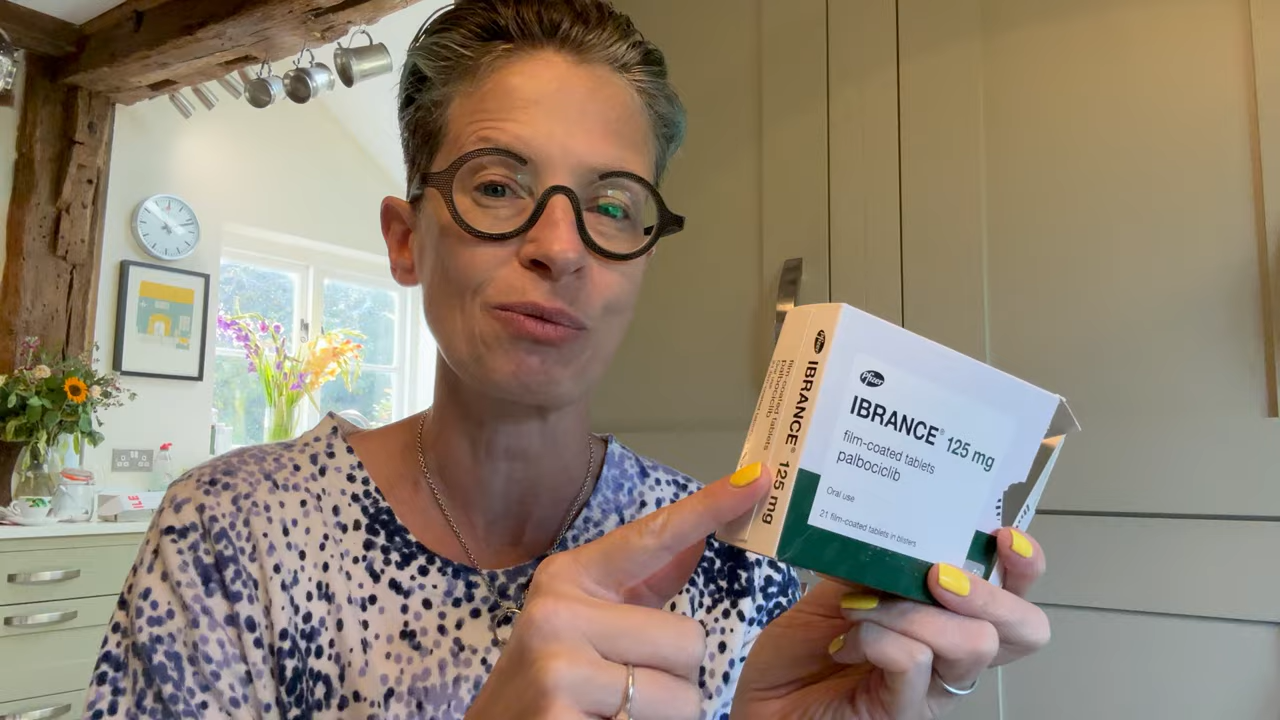 Pfizer
IBRANCE® 125 mg
film-coated tablets
palbociclib
Oral use
21 film-coated tablets in blisters
Pfizer
IBRANCE® 125 mg
film-coated tablets
palbociclib